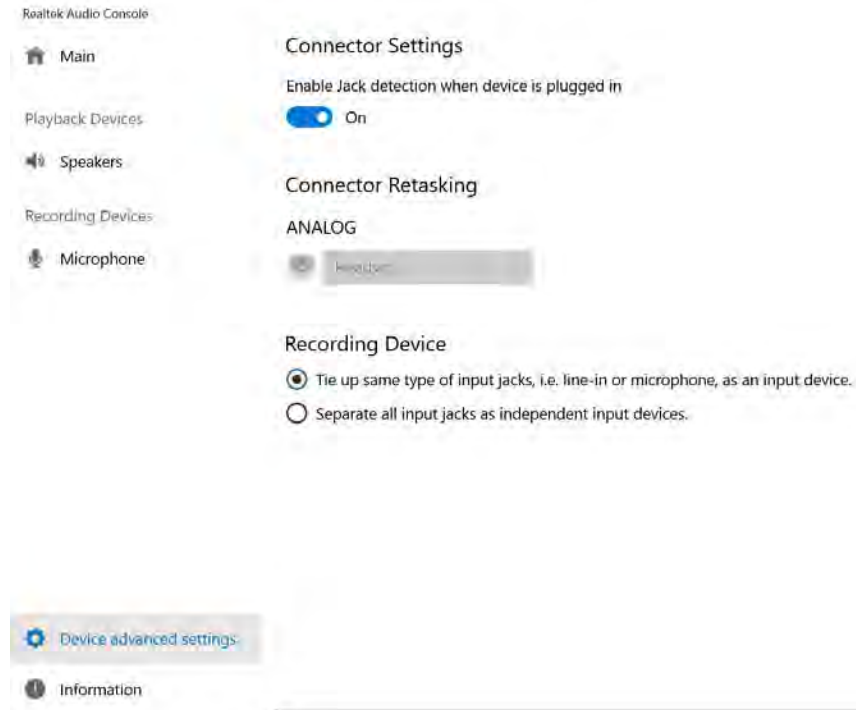 Realtek Audio Console
Main
Playback Devices
Speakers
Recording Devices
Microphone
Device advanced settings
Information
Connector Settings
Enable Jack detection when device is plugged in
On
Connector Retasking
ANALOG
Headset
Recording Device
Tie up same type of input jacks, i.e. line-in or microphone, as an input device.
Separate all input jacks as independent input devices.